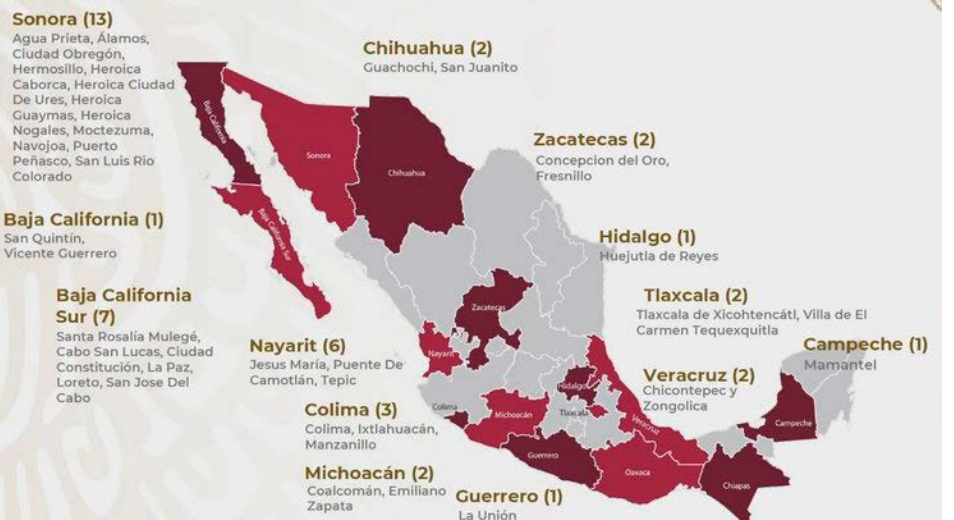 Sonora (13)
Agua Prieta, Álamos,
Ciudad Obregón,
Hermosillo, Heroica
Caborca, Heroica Ciudad
De Ures, Heroica
Guaymas, Heroica
Nogales, Moctezuma,
Navojoa, Puerto
Peñasco, San Luis Rio
Colorado
Chihuahua (2)
Guachochi, San Juanito
Zacatecas (2)
Concepcion del Oro,
Fresnillo
Baja California (1)
San Quintín,
Vicente Guerrero
Hidalgo (1)
Huejutla de Reyes
Baja California
Sur (7)
Santa Rosalía Mulegé,
Cabo San Lucas, Ciudad
Constitución, La Paz,
Loreto, San Jose Del
Cabo
Tlaxcala (2)
Tlaxcala de Xicohtencátl, Villa de El
Carmen Tequexquitla
Nayarit (6)
Jesus María, Puente De
Camotlán, Tepic
Campeche (1)
Mamantel
Veracruz (2)
Chicontepec y
Zongolica
Colima (3)
Colima, Ixtlahuacán,
Manzanillo
Michoacán (2)
Coalcomán, Emiliano
Zapata
Guerrero (1)
La Unión
Baja California
Sonora
Chihuahua
Baja California Sur
Zacatecas
Nayarit
Hidalgo
Colima
Michoacán
Tlaxcala
Veracruz
Campeche
Guerrero
Oaxaca
Chiapas